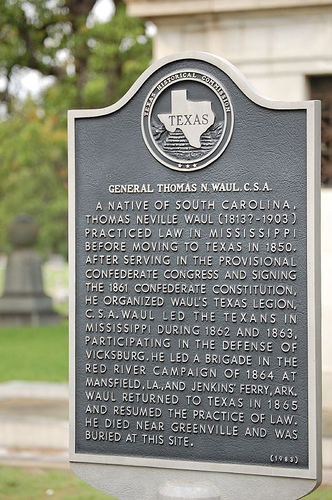 TEXAS HISTORICAL COMMISSION
TEXAS
GENERAL THOMAS N. WAUL, C.S.A.
A NATIVE OF SOUTH CAROLINA,
THOMAS NEVILLE WAUL (1813?-1903)
PRACTICED LAW IN MISSISSIPPI
BEFORE MOVING TO TEXAS IN 1850.
AFTER SERVING IN THE PROVISIONAL
CONFEDERATE CONGRESS AND SIGNING
THE 1861 CONFEDERATE CONSTITUTION,
HE ORGANIZED WAUL'S TEXAS LEGION,
C.S.A. WAUL LED THE TEXANS IN
MISSISSIPPI DURING 1862 AND 1863,
PARTICIPATING IN THE DEFENSE OF
VICKSBURG. HE LED A BRIGADE IN THE
RED RIVER CAMPAIGN OF 1864 AT
MANSFIELD, LA., AND JENKINS' FERRY, ARK.
WAUL RETURNED TO TEXAS IN 1865
AND RESUMED THE PRACTICE OF LAW.
HE DIED NEAR GREENVILLE AND WAS
BURIED AT THIS SITE.
(1983)